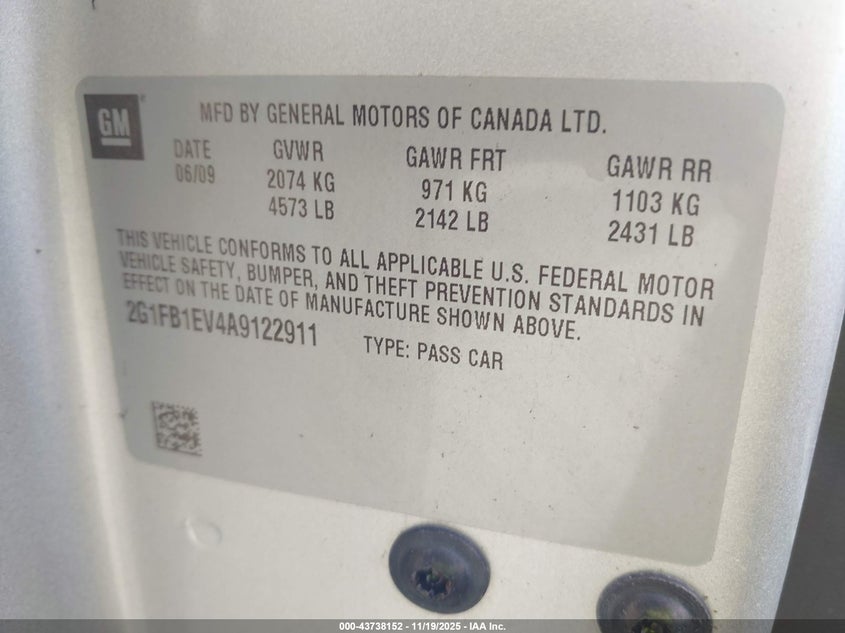 GM
MFD BY GENERAL MOTORS OF CANADA LTD.
DATE GVWR GAWR FRT GAWR RR
06/09 2074 KG 971 KG 1103 KG
4573 LB 2142 LB 2431 LB
THIS VEHICLE CONFORMS TO ALL APPLICABLE U.S. FEDERAL MOTOR
VEHICLE SAFETY, BUMPER, AND THEFT PREVENTION STANDARDS IN
EFFECT ON THE DATE OF MANUFACTURE SHOWN ABOVE.
2G1FB1EV4A9122911 TYPE: PASS CAR
000-43738152 - 11/19/2025 - IAA Inc.